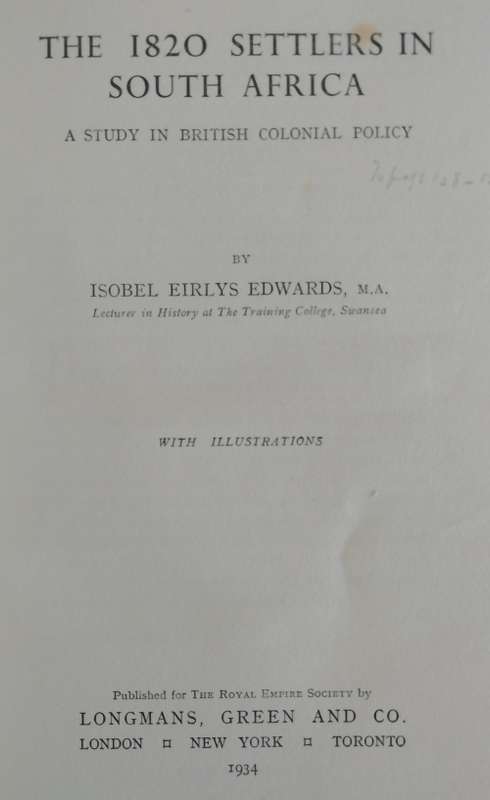 THE 1820 SETTLERS IN
SOUTH AFRICA
A STUDY IN BRITISH COLONIAL POLICY
BY
ISOBEL EIRLYS EDWARDS, M.A.
Lecturer in History at The Training College, Swansea
WITH ILLUSTRATIONS
Published for THE ROYAL EMPIRE SOCIETY by
LONGMANS, GREEN AND CO.
LONDON ¤ NEW YORK ¤ TORONTO
1934